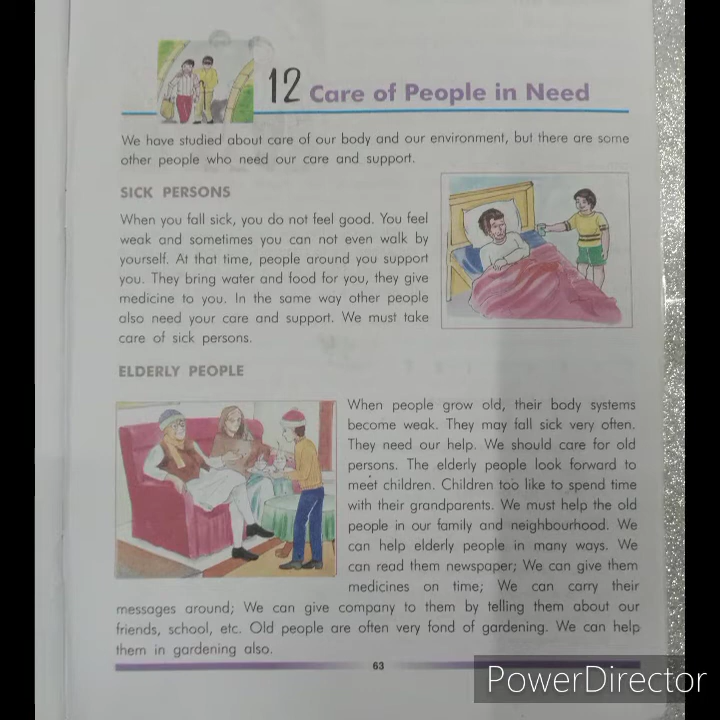 12 Care of People in Need
We have studied about care of our body and our environment, but there are some
other people who need our care and support.
SICK PERSONS
When you fall sick, you do not feel good. You feel
weak and sometimes you can not even walk by
yourself. At that time, people around you support
you. They bring water and food for you, they give
medicine to you. In the same way other people
also need your care and support. We must take
care of sick persons.
ELDERLY PEOPLE
When people grow old, their body systems
become weak. They may fall sick very often.
They need our help. We should care for old
persons. The elderly people look forward to
meet children. Children too like to spend time
with their grandparents. We must help the old
people in our family and neighbourhood. We
can help elderly people in many ways. We
can read them newspaper; We can give them
medicines on time; We can carry their
messages around; We can give company to them by telling them about our
friends, school, etc. Old people are often very fond of gardening. We can help
them in gardening also.
63
PowerDirector